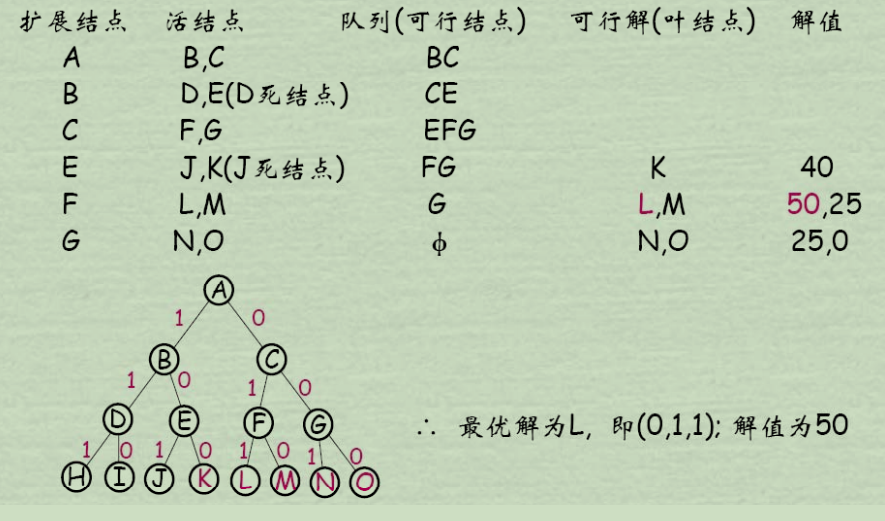 扩展结点 活结点 队列(可行结点) 可行解(叶结点) 解值
A B,C BC
B D,E(D死结点) CE
C F,G EFG
E J,K(J死结点) FG K 40
F L,M G L,M 50,25
G N,O ϕ N,O 25,0
A
1 0
B C
1 0 1 0
D E F G
1 0 1 0 1 0 1 0
H I J K L M N O
∴ 最优解为L, 即(0,1,1); 解值为50